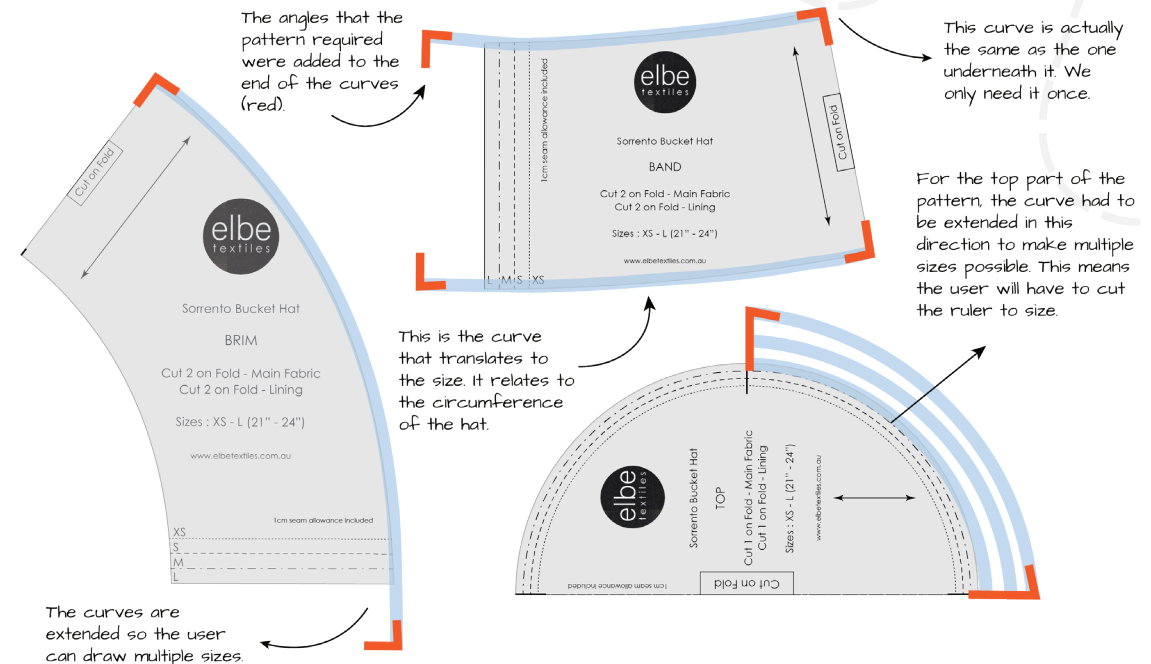 The angles that the
pattern required
were added to the
end of the curves
(red).
This curve is actually
the same as the one
underneath it. We
only need it once.
For the top part of the
pattern, the curve had to
be extended in this
direction to make multiple
sizes possible. This means
the user will have to cut
the ruler to size.
This is the curve
that translates to
the size. It relates to
the circumference
of the hat.
The curves are
extended so the user
can draw multiple sizes.
Cut on Fold
elbe
textiles
Sorrento Bucket Hat
BRIM
Cut 2 on Fold - Main Fabric
Cut 2 on Fold - Lining
Sizes : XS - L (21" - 24")
www.elbetextiles.com.au
1cm seam allowance included
XS
S
M
L
1cm seam allowance included
elbe
textiles
Sorrento Bucket Hat
BAND
Cut 2 on Fold - Main Fabric
Cut 2 on Fold - Lining
Sizes : XS - L (21" - 24")
www.elbetextiles.com.au
Cut on Fold
L M S XS
elbe
textiles
Sorrento Bucket Hat
TOP
Cut 1 on Fold - Main Fabric
Cut 1 on Fold - Lining
Sizes : XS - L (21" - 24")
www.elbetextiles.com.au
1cm seam allowance included
Cut on Fold